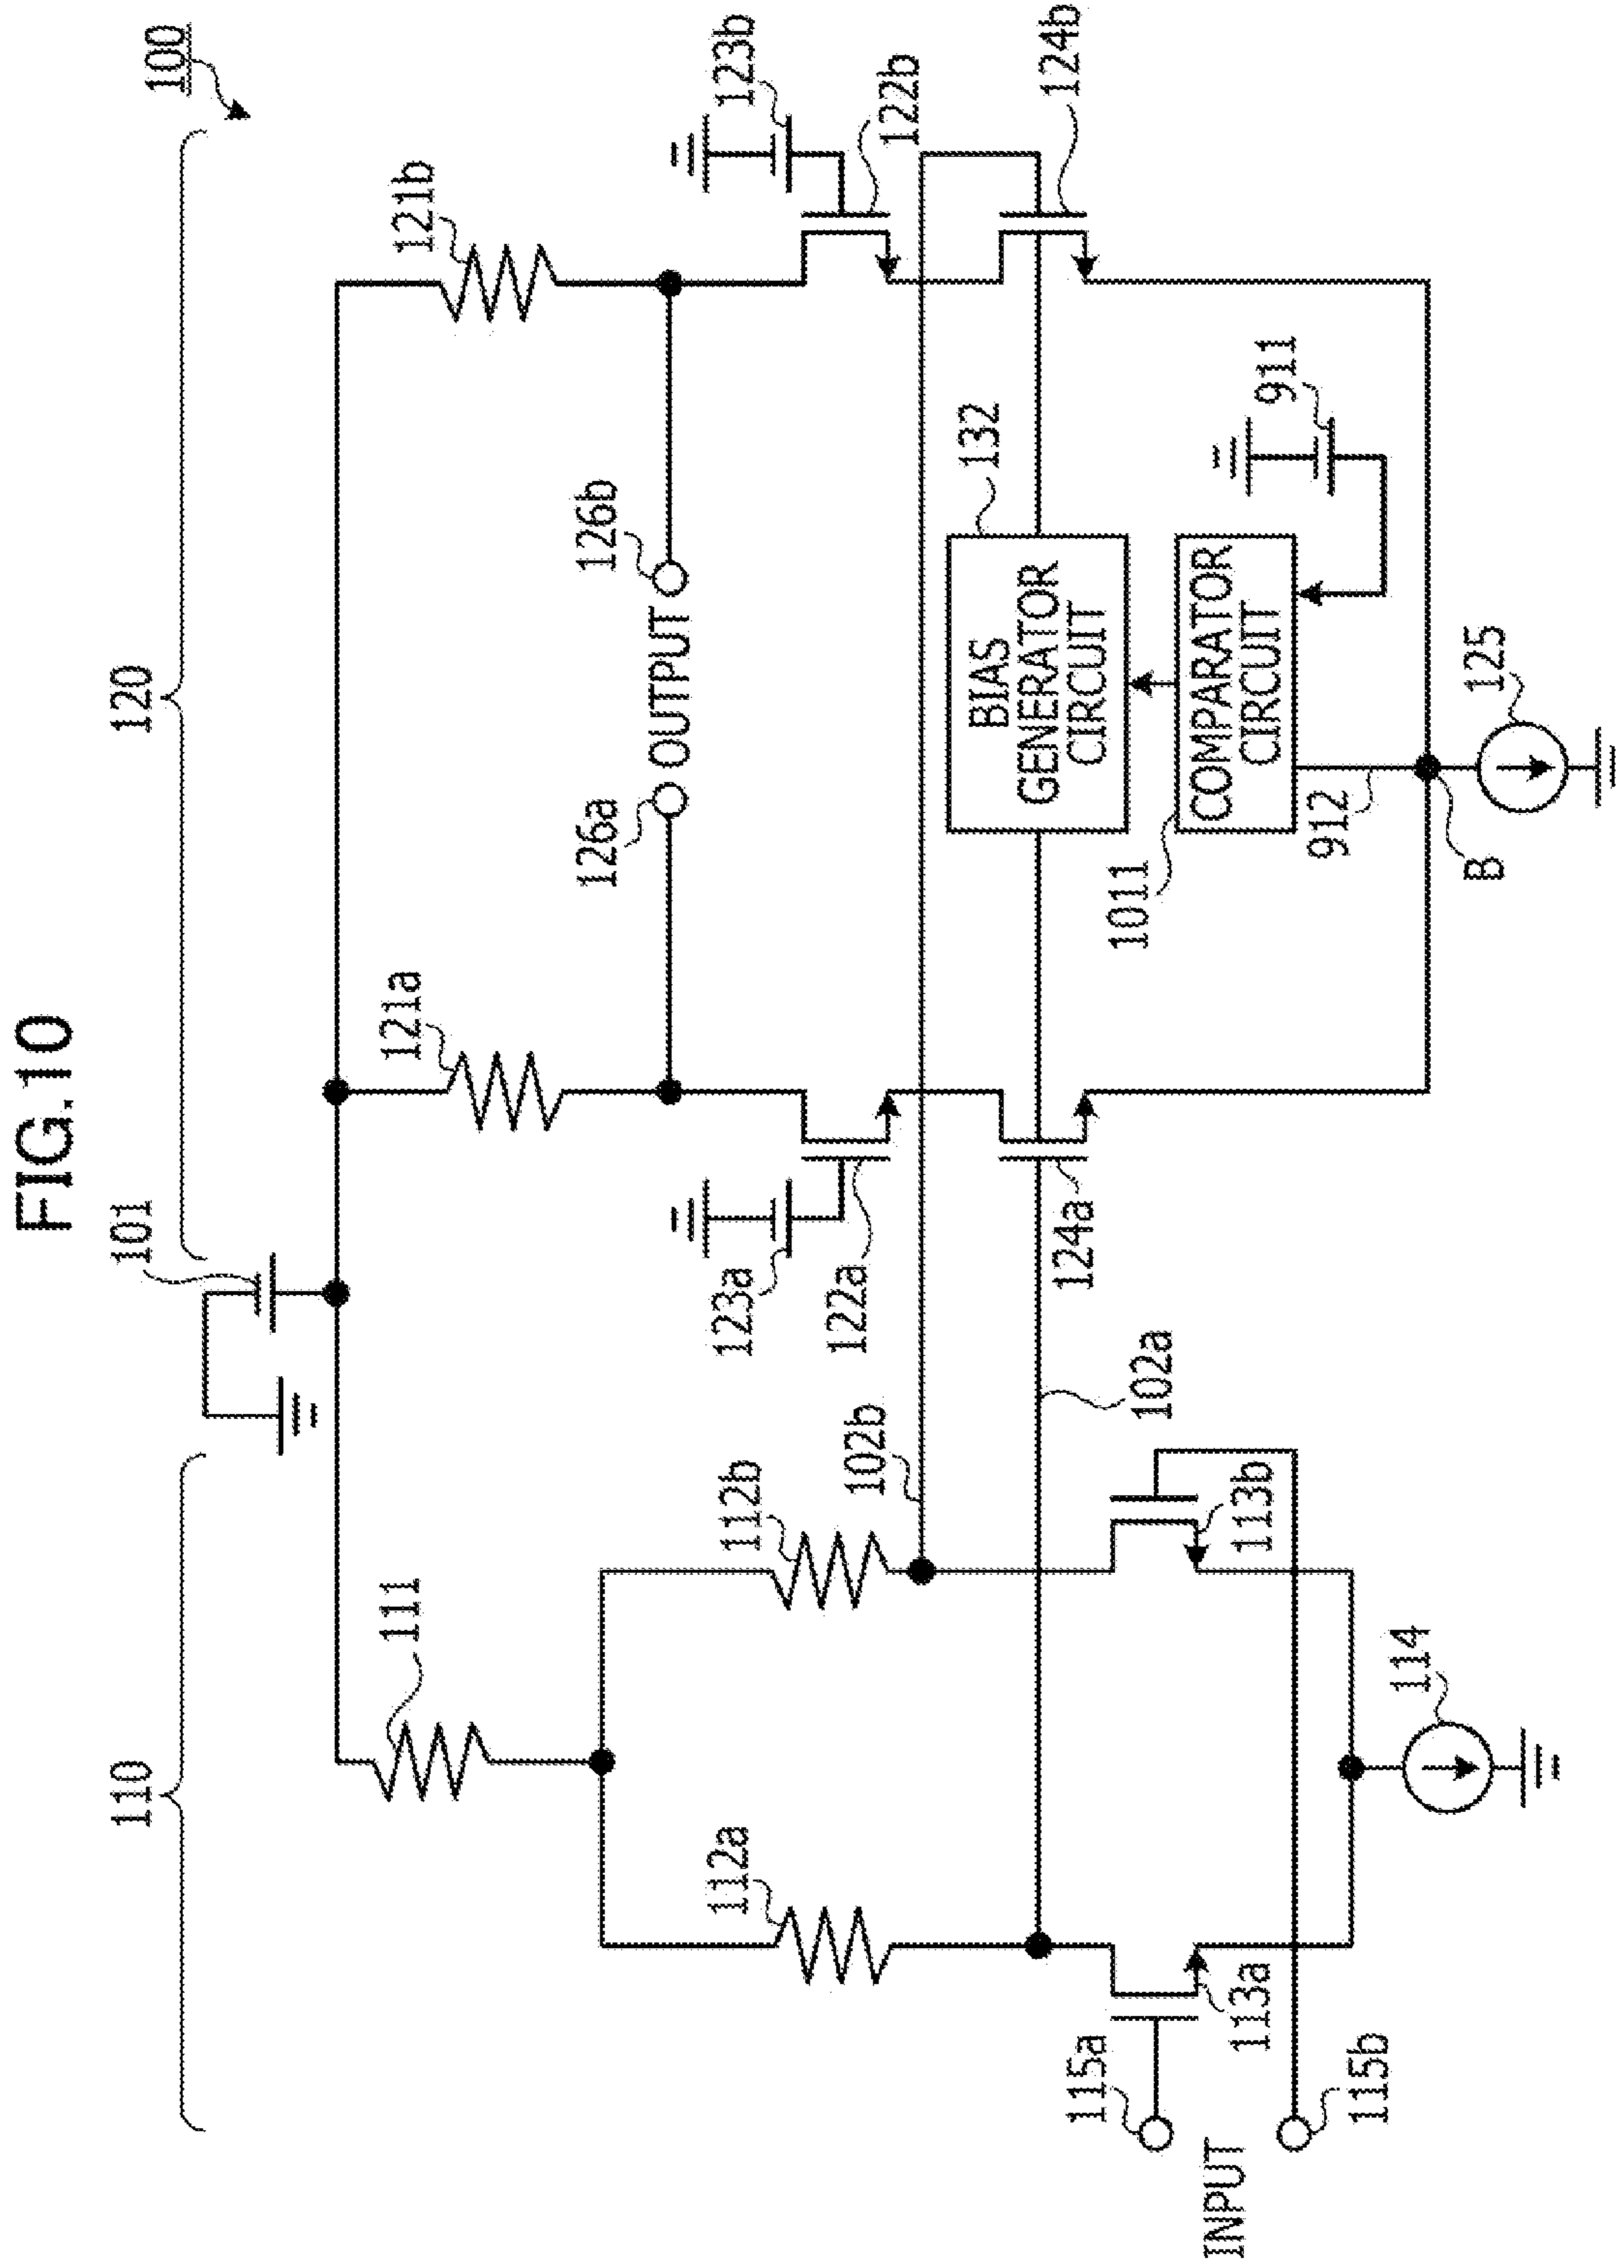 FIG.10
100
110
101
120
111
121a
121b
112a
112b
102b
123a
122a
126a
OUTPUT
126b
123b
122b
132
BIAS
GENERATOR
CIRCUIT
124a
124b
102a
1011
COMPARATOR
CIRCUIT
911
912
B
125
115a
113a
113b
INPUT
115b
114